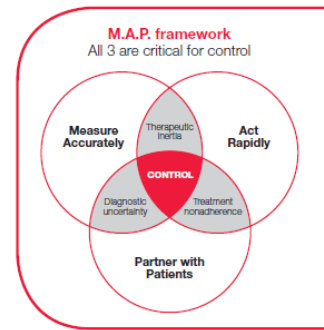 M.A.P. framework
All 3 are critical for control
Measure
Accurately
Therapeutic
inertia
Act
Rapidly
CONTROL
Diagnostic
uncertainty
Treatment
nonadherence
Partner with
Patients